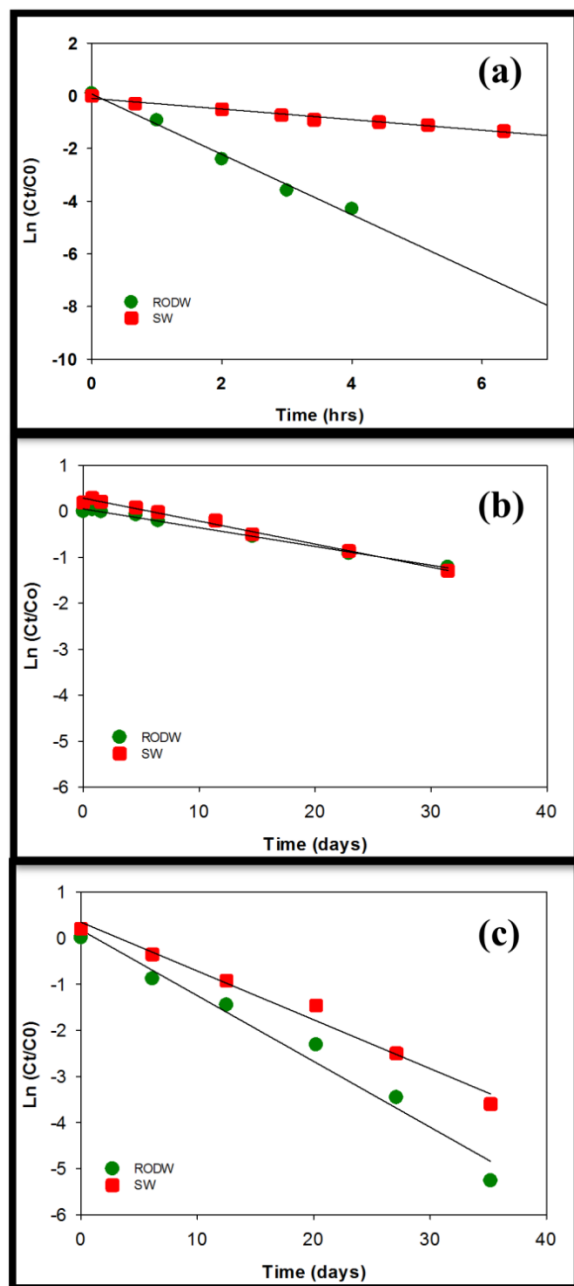 (a)
Ln (Ct/C0)
2
0
-2
-4
-6
-8
-10
RODW
SW
0 2 4 6
Time (hrs)
(b)
Ln (Ct/Co)
1
0
-1
-2
-3
-4
-5
-6
RODW
SW
0 10 20 30 40
Time (days)
(c)
Ln (Ct/C0)
1
0
-1
-2
-3
-4
-5
-6
RODW
SW
0 10 20 30 40
Time (days)